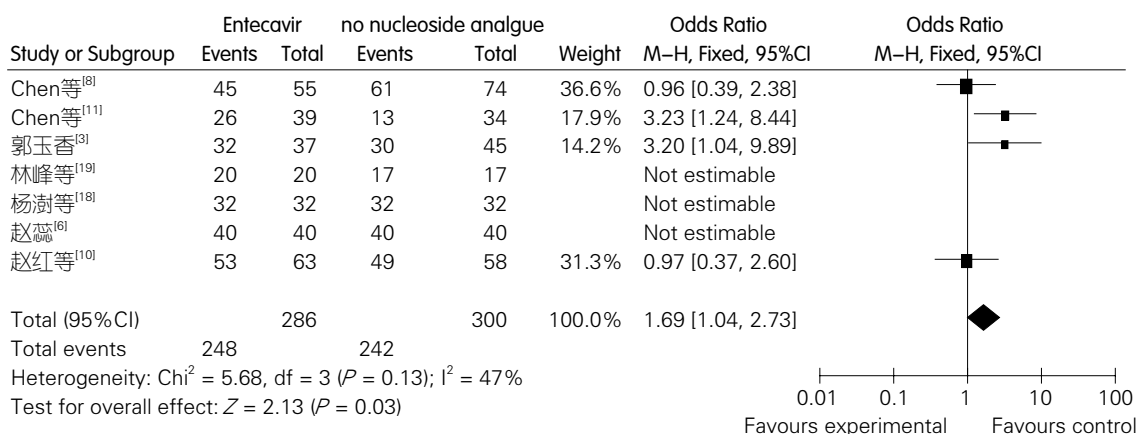 Entecavir no nucleoside analgue Odds Ratio Odds Ratio
Study or Subgroup Events Total Events Total Weight M–H, Fixed, 95%CI M–H, Fixed, 95%CI
Chen等[8] 45 55 61 74 36.6% 0.96 [0.39, 2.38]
Chen等[11] 26 39 13 34 17.9% 3.23 [1.24, 8.44]
郭玉香[3] 32 37 30 45 14.2% 3.20 [1.04, 9.89]
林峰等[19] 20 20 17 17 Not estimable
杨澍等[18] 32 32 32 32 Not estimable
赵蕊[6] 40 40 40 40 Not estimable
赵红等[10] 53 63 49 58 31.3% 0.97 [0.37, 2.60]
Total (95%CI) 286 300 100.0% 1.69 [1.04, 2.73]
Total events 248 242
Heterogeneity: Chi² = 5.68, df = 3 (P = 0.13); I² = 47%
Test for overall effect: Z = 2.13 (P = 0.03)
0.01 0.1 1 10 100
Favours experimental Favours control